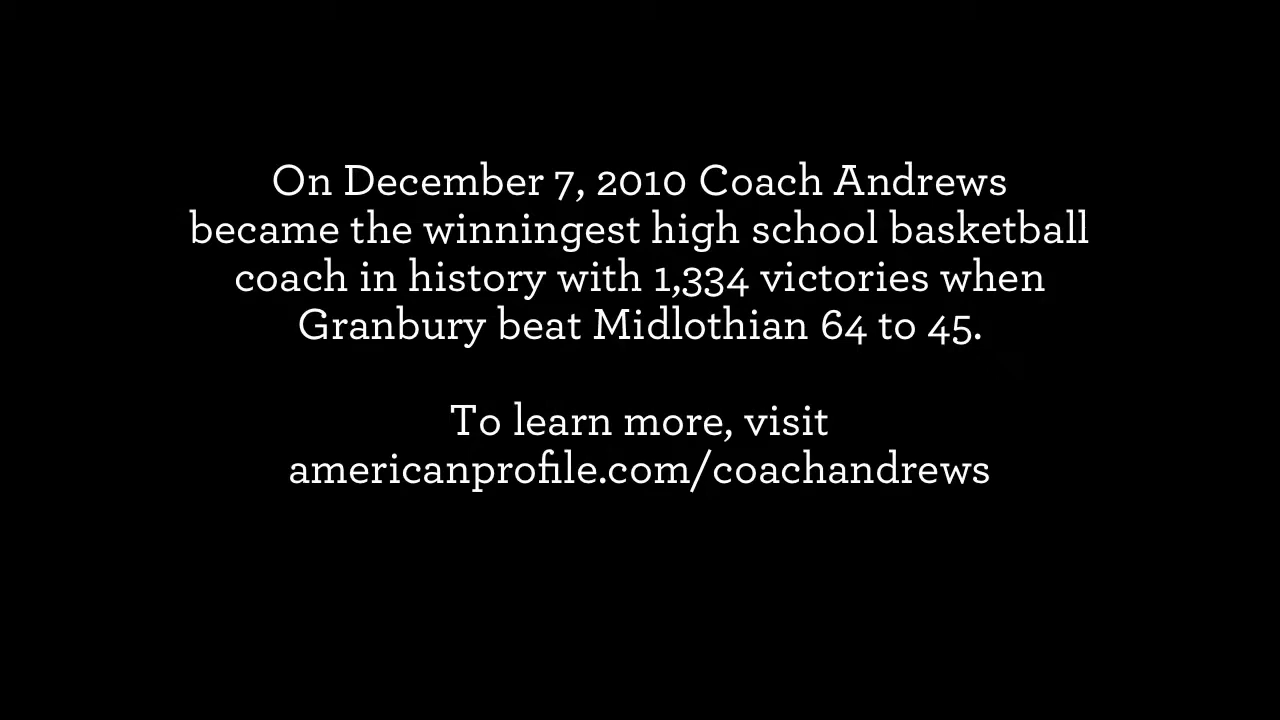 On December 7, 2010 Coach Andrews
became the winningest high school basketball
coach in history with 1,334 victories when
Granbury beat Midlothian 64 to 45.
To learn more, visit
americanprofile.com/coachandrews